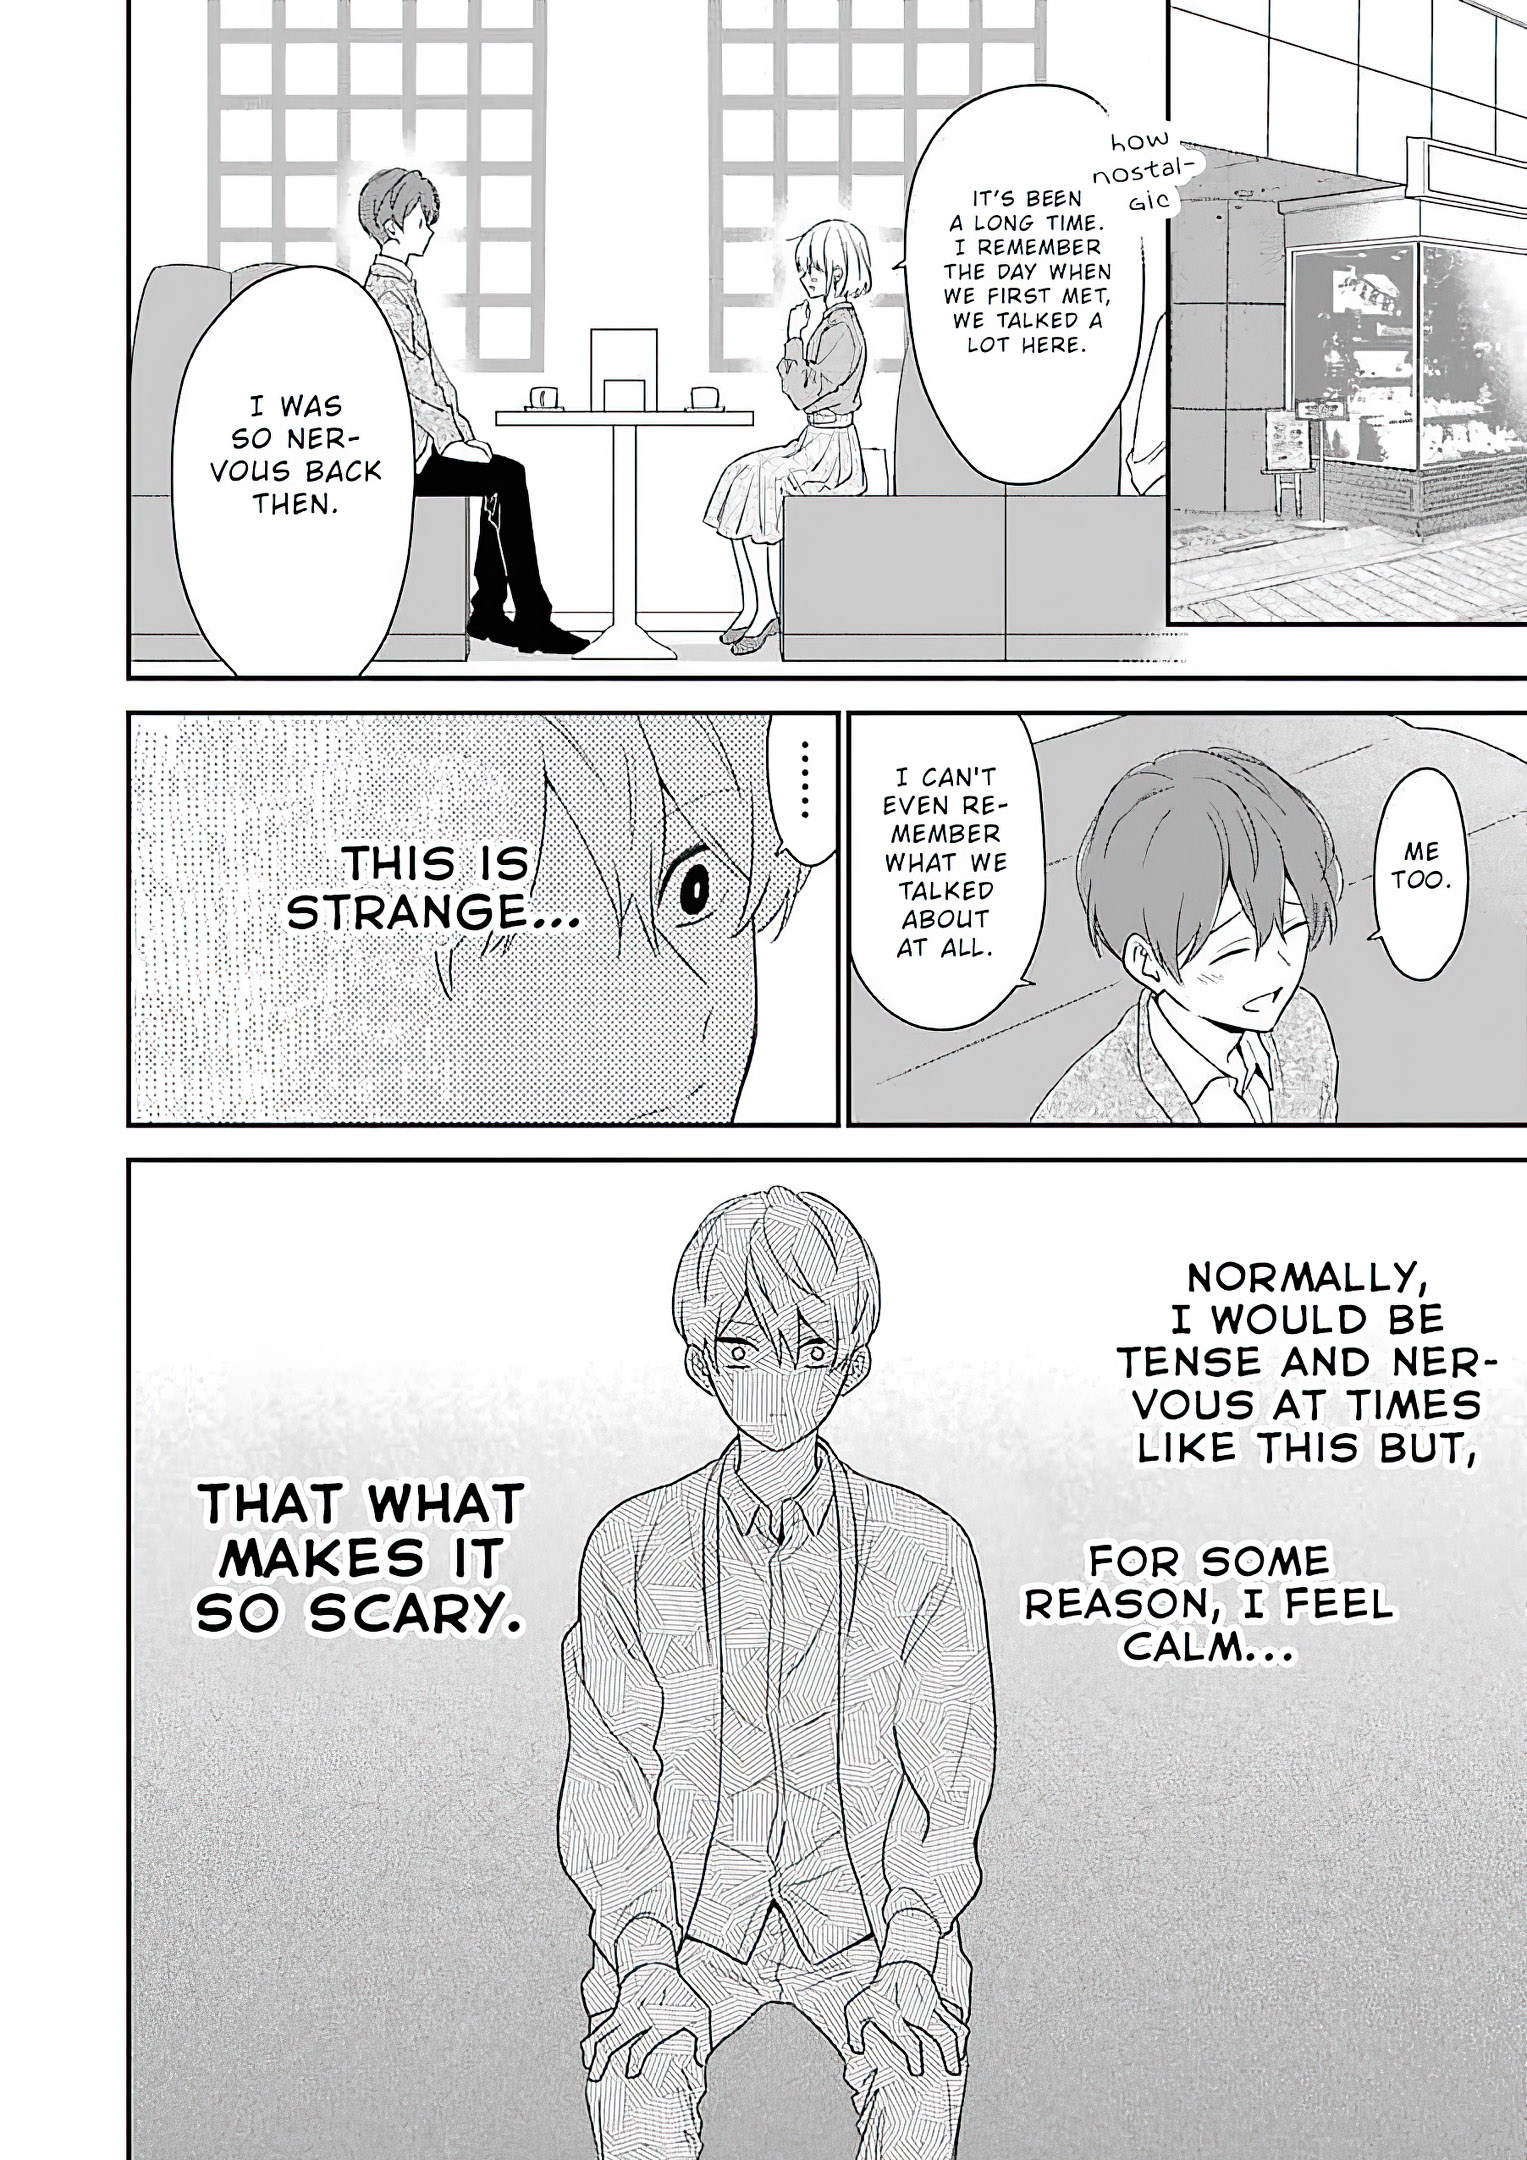 how
nostal-
gic
IT'S BEEN
A LONG TIME.
I REMEMBER
THE DAY WHEN
WE FIRST MET,
WE TALKED A
LOT HERE.
I WAS
SO NER-
VOUS BACK
THEN.
ME
TOO.
I CAN'T
EVEN RE-
MEMBER
WHAT WE
TALKED
ABOUT
AT ALL.
......
THIS IS
STRANGE...
NORMALLY,
I WOULD BE
TENSE AND NER-
VOUS AT TIMES
LIKE THIS BUT,
FOR SOME
REASON, I FEEL
CALM...
THAT WHAT
MAKES IT
SO SCARY.